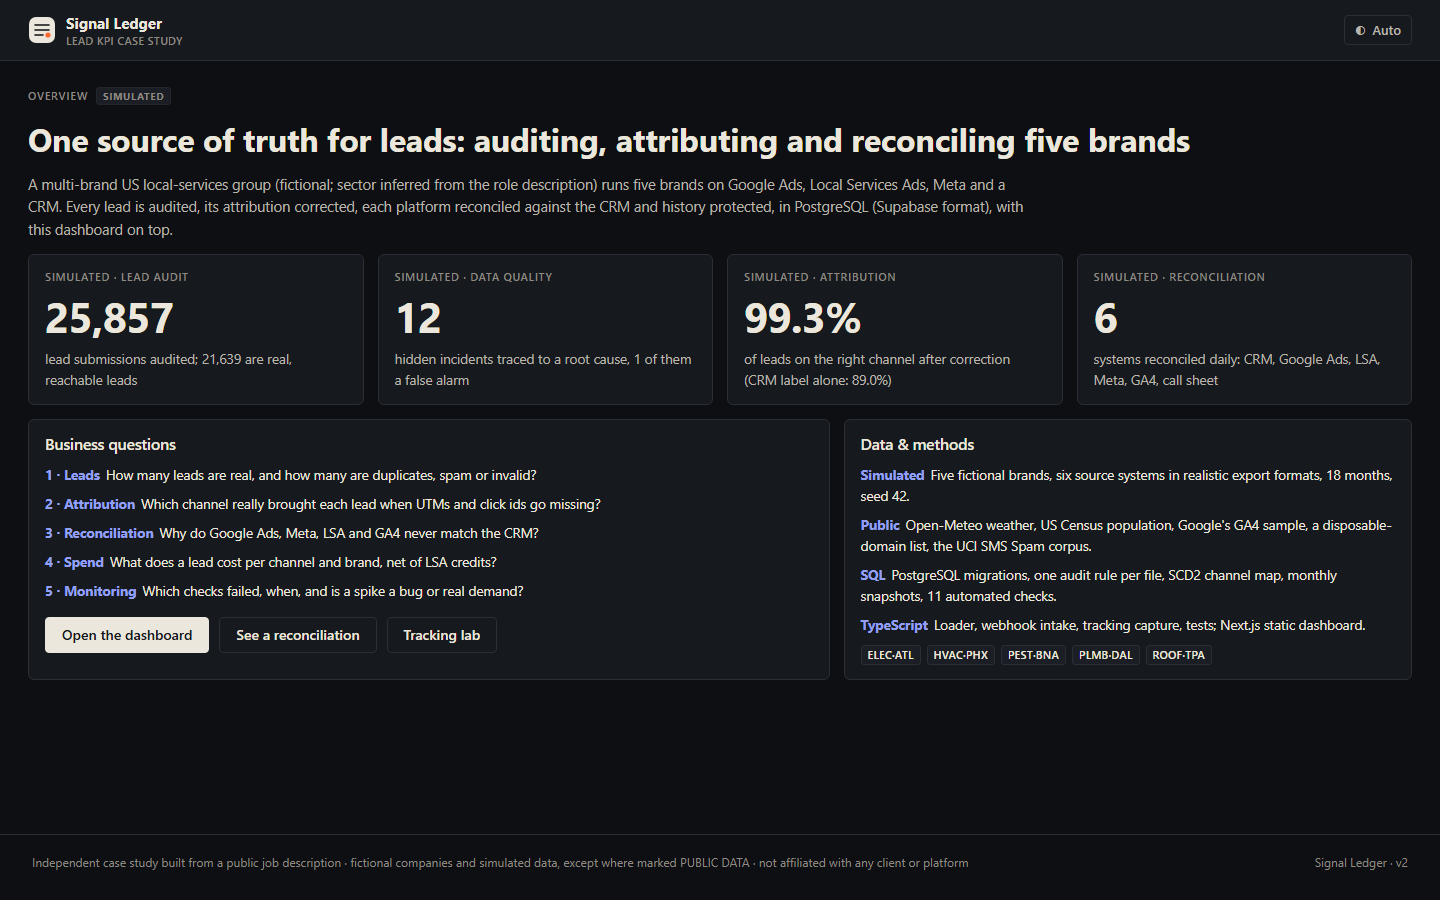 Signal Ledger
LEAD KPI CASE STUDY
Auto
OVERVIEW SIMULATED
One source of truth for leads: auditing, attributing and reconciling five brands
A multi-brand US local-services group (fictional; sector inferred from the role description) runs five brands on Google Ads, Local Services Ads, Meta and a
CRM. Every lead is audited, its attribution corrected, each platform reconciled against the CRM and history protected, in PostgreSQL (Supabase format), with
this dashboard on top.
SIMULATED · LEAD AUDIT
25,857
lead submissions audited; 21,639 are real,
reachable leads
SIMULATED · DATA QUALITY
12
hidden incidents traced to a root cause, 1 of them
a false alarm
SIMULATED · ATTRIBUTION
99.3%
of leads on the right channel after correction
(CRM label alone: 89.0%)
SIMULATED · RECONCILIATION
6
systems reconciled daily: CRM, Google Ads, LSA,
Meta, GA4, call sheet
Business questions
1 · Leads How many leads are real, and how many are duplicates, spam or invalid?
2 · Attribution Which channel really brought each lead when UTMs and click ids go missing?
3 · Reconciliation Why do Google Ads, Meta, LSA and GA4 never match the CRM?
4 · Spend What does a lead cost per channel and brand, net of LSA credits?
5 · Monitoring Which checks failed, when, and is a spike a bug or real demand?
Open the dashboard See a reconciliation Tracking lab
Data & methods
Simulated Five fictional brands, six source systems in realistic export formats, 18 months,
seed 42.
Public Open-Meteo weather, US Census population, Google's GA4 sample, a disposable-
domain list, the UCI SMS Spam corpus.
SQL PostgreSQL migrations, one audit rule per file, SCD2 channel map, monthly
snapshots, 11 automated checks.
TypeScript Loader, webhook intake, tracking capture, tests; Next.js static dashboard.
ELEC·ATL HVAC·PHX PEST·BNA PLMB·DAL ROOF·TPA
Independent case study built from a public job description · fictional companies and simulated data, except where marked PUBLIC DATA · not affiliated with any client or platform
Signal Ledger · v2